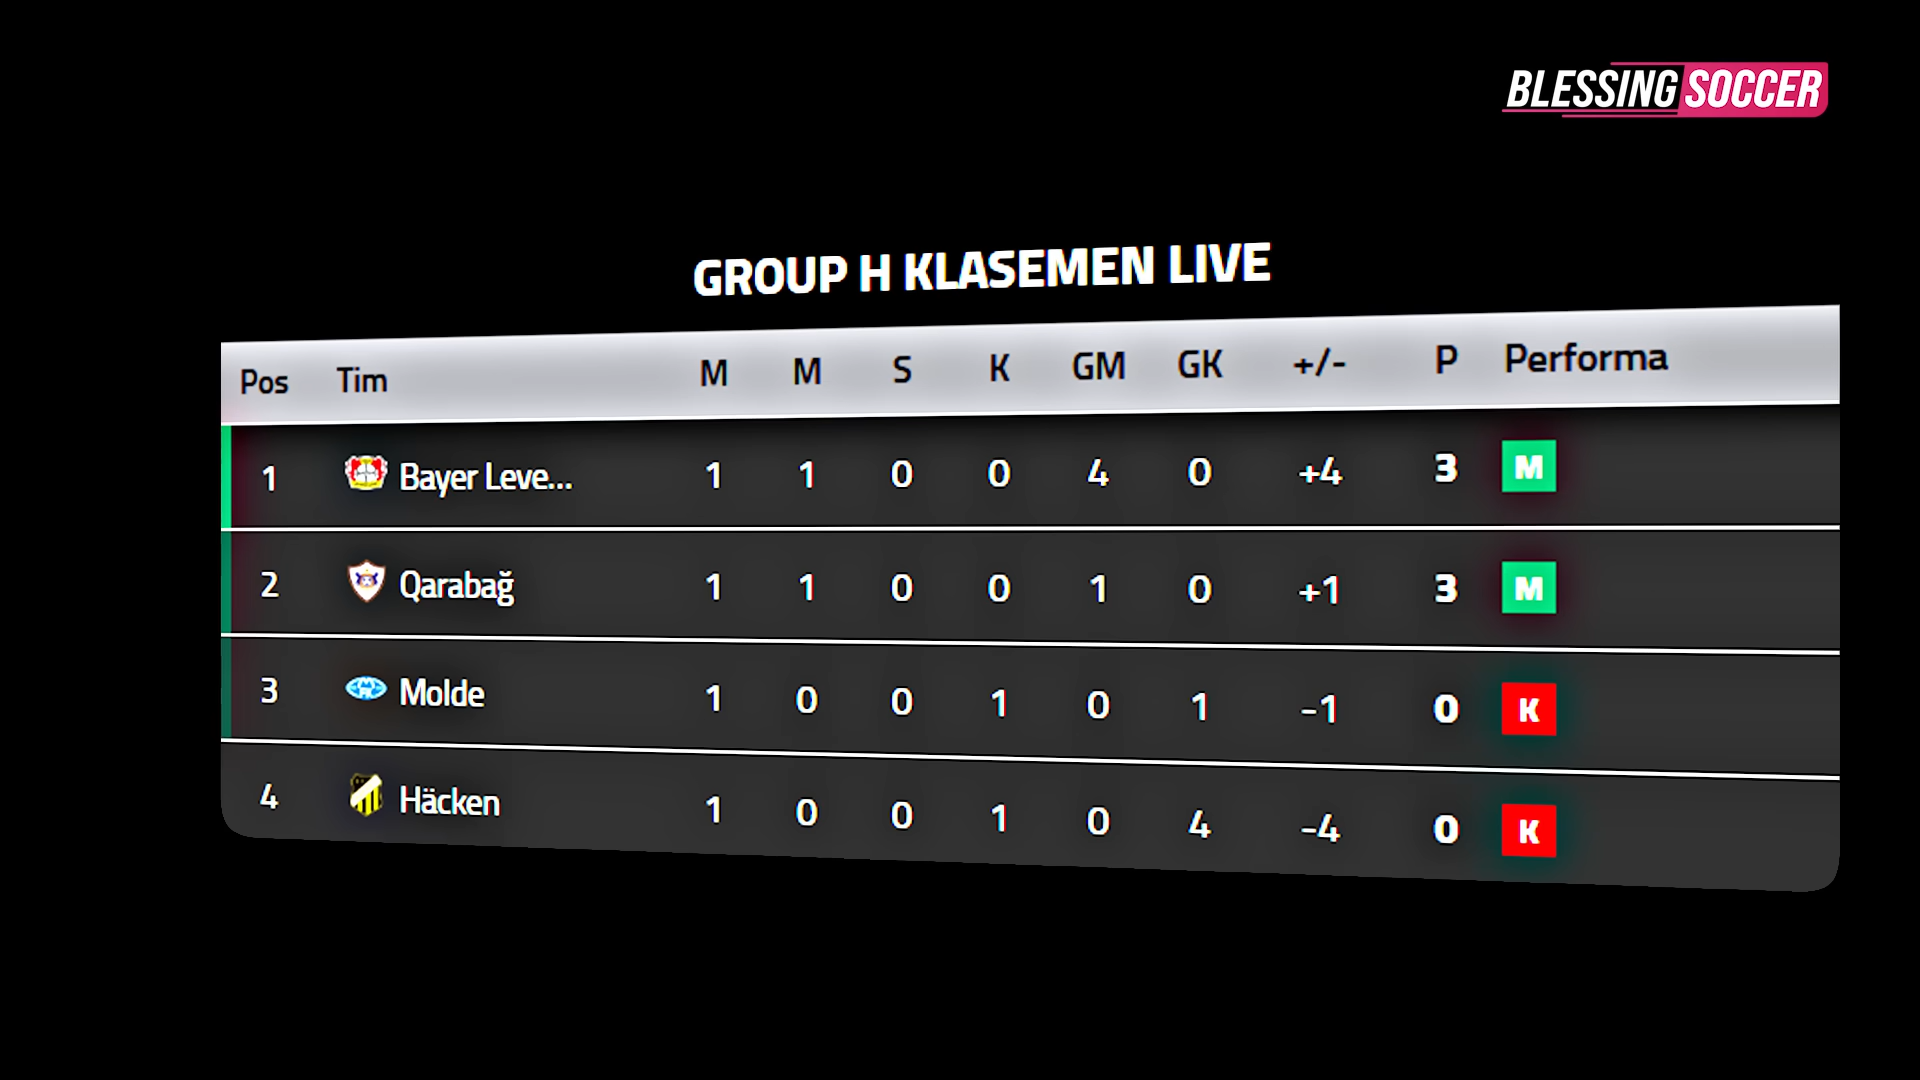 BLESSING SOCCER
GROUP H KLASEMEN LIVE
Pos Tim M M S K GM GK +/- P Performa
1 Bayer Leve... 1 1 0 0 4 0 +4 3 M
2 Qarabağ 1 1 0 0 1 0 +1 3 M
3 Molde 1 0 0 1 0 1 -1 0 K
4 Häcken 1 0 0 1 0 4 -4 0 K